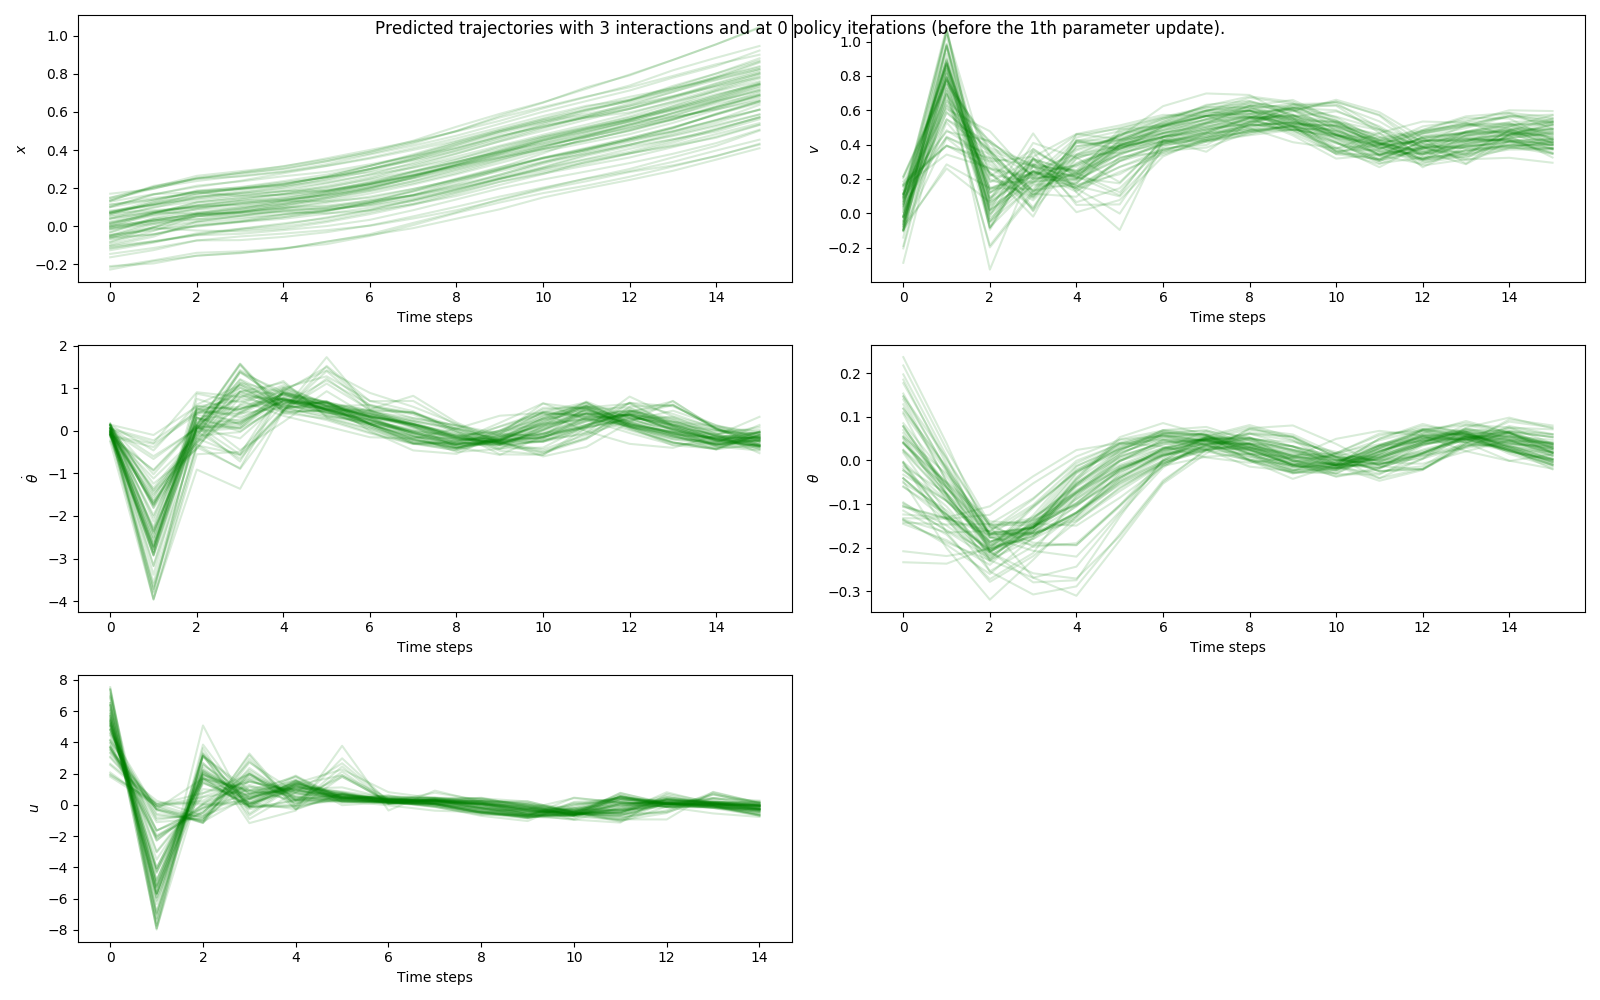 Predicted trajectories with 3 interactions and at 0 policy iterations (before the 1th parameter update).
1.0
0.8
0.6
0.4
0.2
0.0
−0.2
x
0 2 4 6 8 10 12 14
Time steps
1.0
0.8
0.6
0.4
0.2
0.0
−0.2
v
0 2 4 6 8 10 12 14
Time steps
2
1
0
−1
−2
−3
−4
θ̇
0 2 4 6 8 10 12 14
Time steps
0.2
0.1
0.0
−0.1
−0.2
−0.3
θ
0 2 4 6 8 10 12 14
Time steps
8
6
4
2
0
−2
−4
−6
−8
u
0 2 4 6 8 10 12 14
Time steps